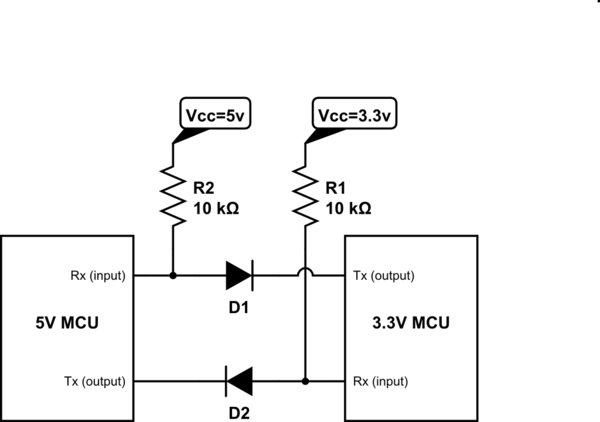 Vcc=5v
Vcc=3.3v
R2
10 kΩ
R1
10 kΩ
Rx (input)
Tx (output)
D1
5V MCU
3.3V MCU
Tx (output)
Rx (input)
D2